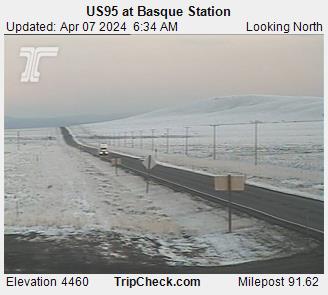 US95 at Basque Station
Updated: Apr 07 2024 6:34 AM Looking North
Elevation 4460 TripCheck.com Milepost 91.62